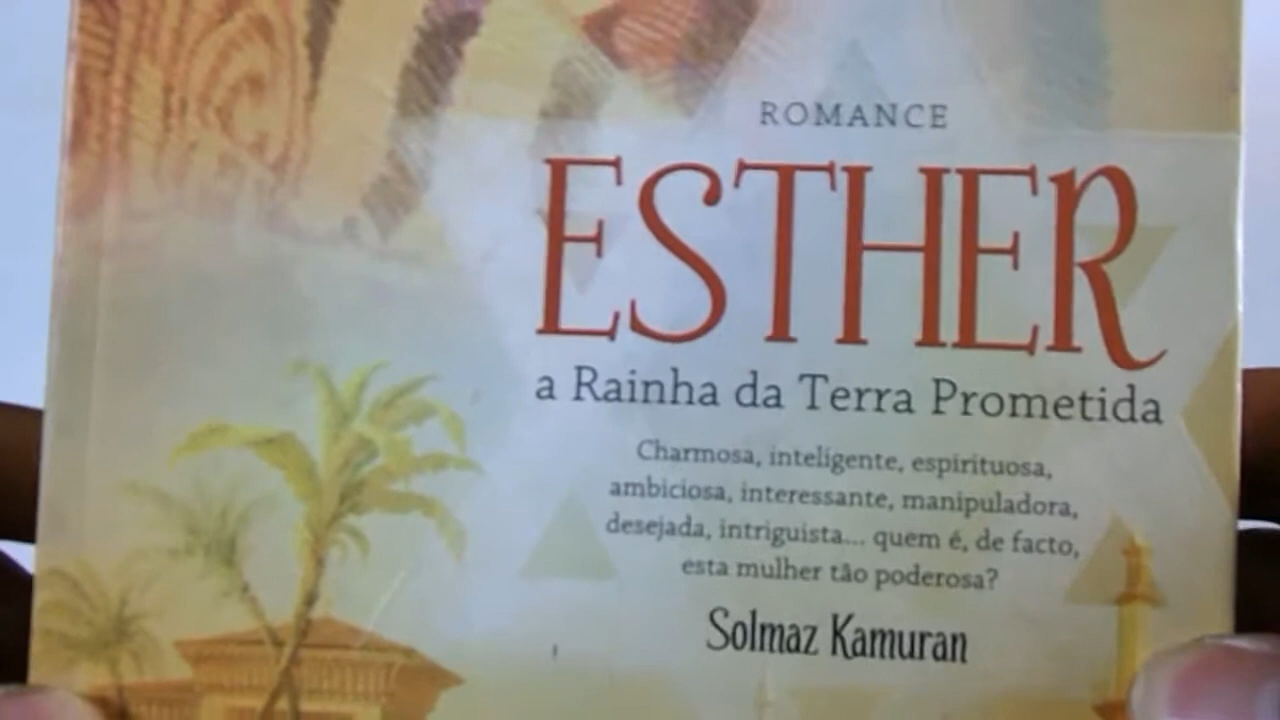 ROMANCE
ESTHER
a Rainha da Terra Prometida
Charmosa, inteligente, espirituosa,
ambiciosa, interessante, manipuladora,
desejada, intriguista... quem é, de facto,
esta mulher tão poderosa?
Solmaz Kamuran